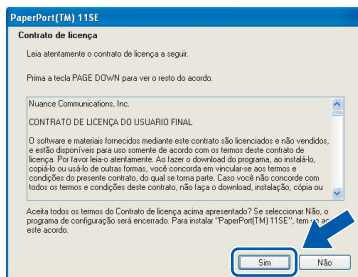 PaperPort(TM) 11SE
Contrato de licença
Leia atentamente o contrato de licença a seguir.
Prima a tecla PAGE DOWN para ver o resto do acordo.
Nuance Communications, Inc.
CONTRATO DE LICENÇA DO USUARIO FINAL
O software e materiais fornecidos mediante este contrato são licenciados e não vendidos,
e estão disponíveis para uso somente de acordo com os termos deste contrato de
licença. Por favor leia-o atentamente. Ao fazer o download do programa, ao instalá-lo,
copiá-lo ou usá-lo de outras formas, você concorda em vincular-se aos termos e
condições do presente contrato, do qual se torna parte. Caso você não concorde com
todos os termos e condições deste contrato, não faça o download, instalação, cópia ou
Aceita todos os termos do Contrato de licença acima apresentado? Se seleccionar Não, o
programa de configuração será encerrado. Para instalar "PaperPort(TM) 11SE", tem
este acordo.
Sim
Não